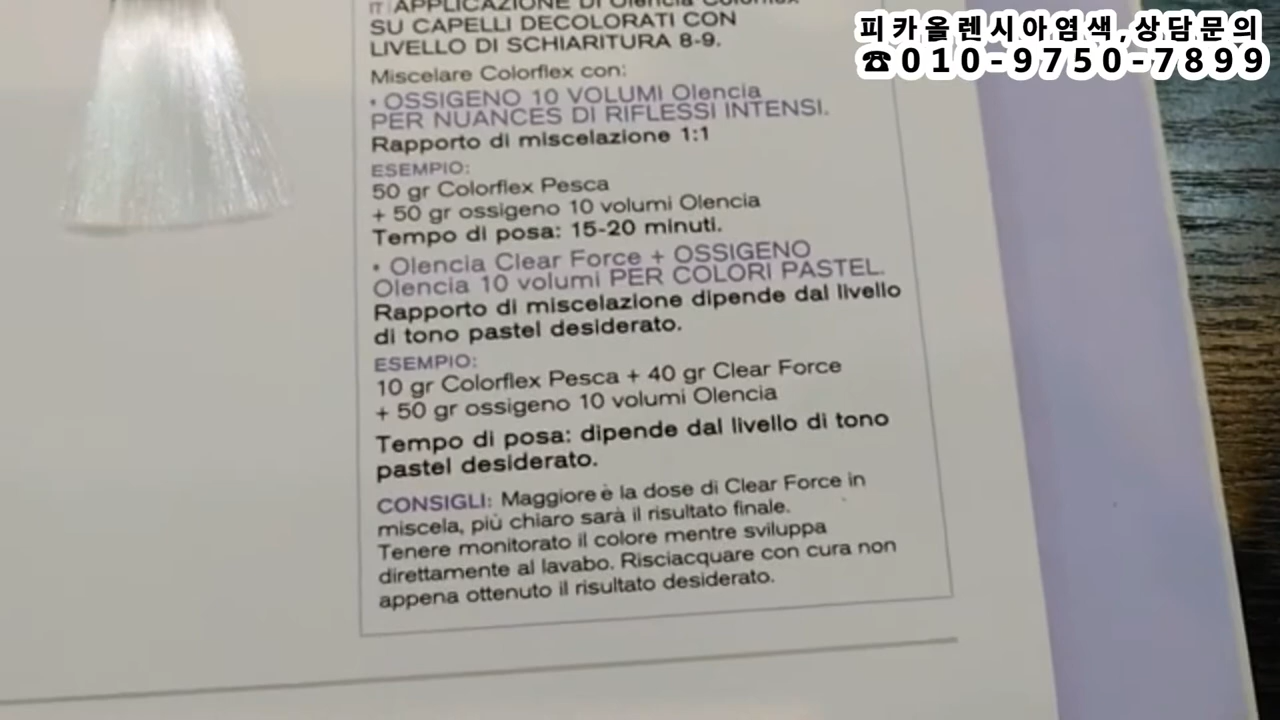 피카올렌시아염색,상담문의
☎010-9750-7899
IT | APPLICAZIONE DI Olencia Colorflex
SU CAPELLI DECOLORATI CON
LIVELLO DI SCHIARITURA 8-9.
Miscelare Colorflex con:
• OSSIGENO 10 VOLUMI Olencia
PER NUANCES DI RIFLESSI INTENSI.
Rapporto di miscelazione 1:1
ESEMPIO:
50 gr Colorflex Pesca
+ 50 gr ossigeno 10 volumi Olencia
Tempo di posa: 15-20 minuti.
• Olencia Clear Force + OSSIGENO
Olencia 10 volumi PER COLORI PASTEL.
Rapporto di miscelazione dipende dal livello
di tono pastel desiderato.
ESEMPIO:
10 gr Colorflex Pesca + 40 gr Clear Force
+ 50 gr ossigeno 10 volumi Olencia
Tempo di posa: dipende dal livello di tono
pastel desiderato.
CONSIGLI: Maggiore è la dose di Clear Force in
miscela, più chiaro sarà il risultato finale.
Tenere monitorato il colore mentre sviluppa
direttamente al lavabo. Risciacquare con cura non
appena ottenuto il risultato desiderato.